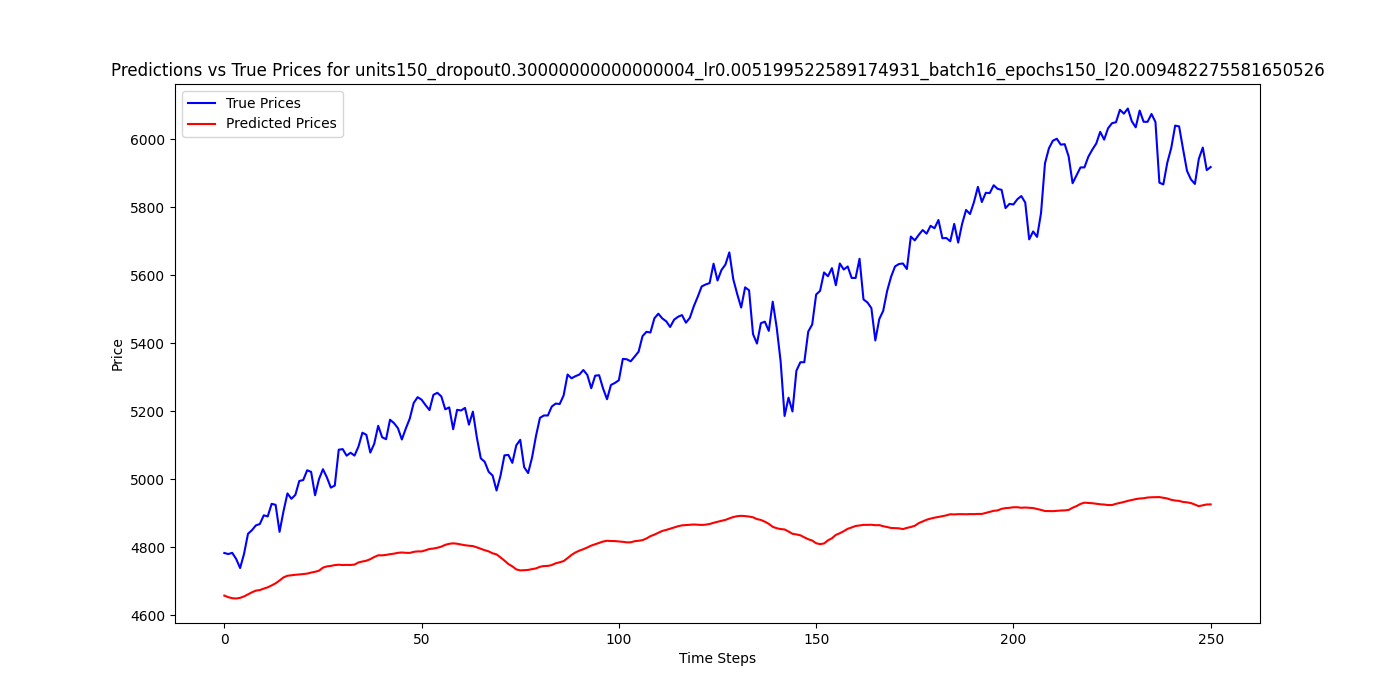 Predictions vs True Prices for units150_dropout0.30000000000000004_lr0.005199522589174931_batch16_epochs150_l20.009482275581650526
True Prices
Predicted Prices
6000
5800
5600
5400
5200
5000
4800
4600
Price
0 50 100 150 200 250
Time Steps